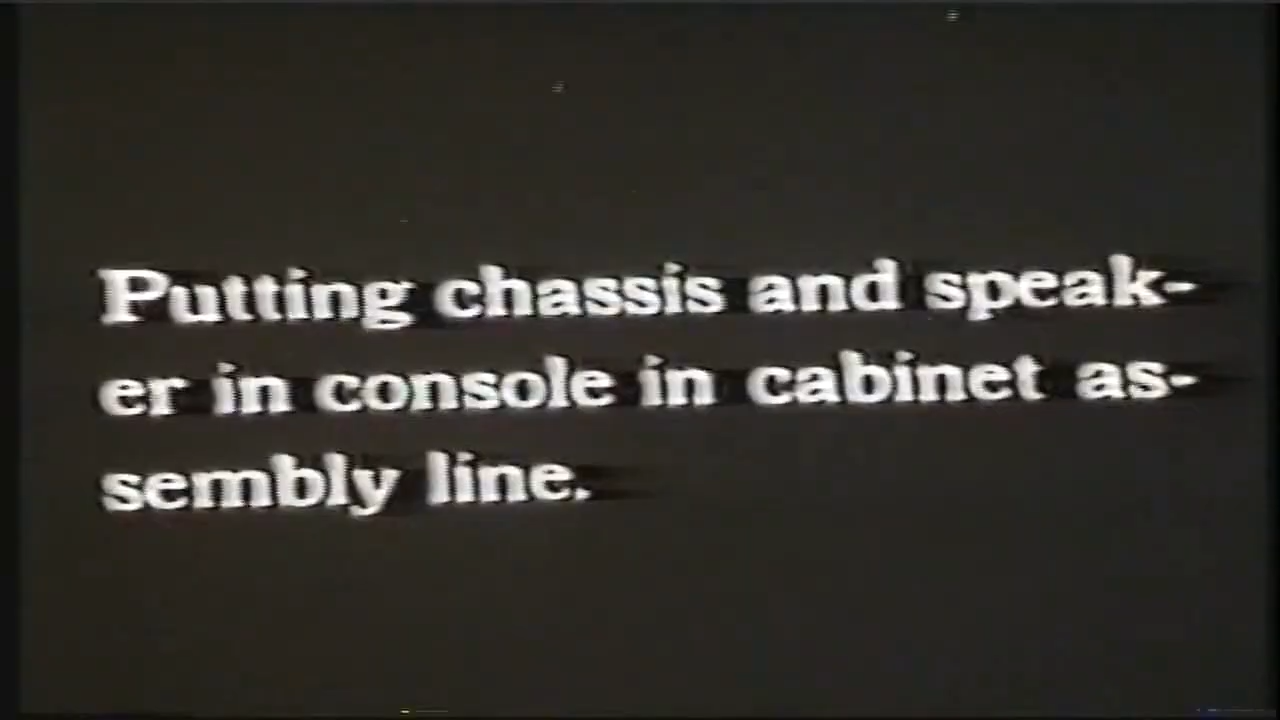 Putting chassis and speak-
er in console in cabinet as-
sembly line.